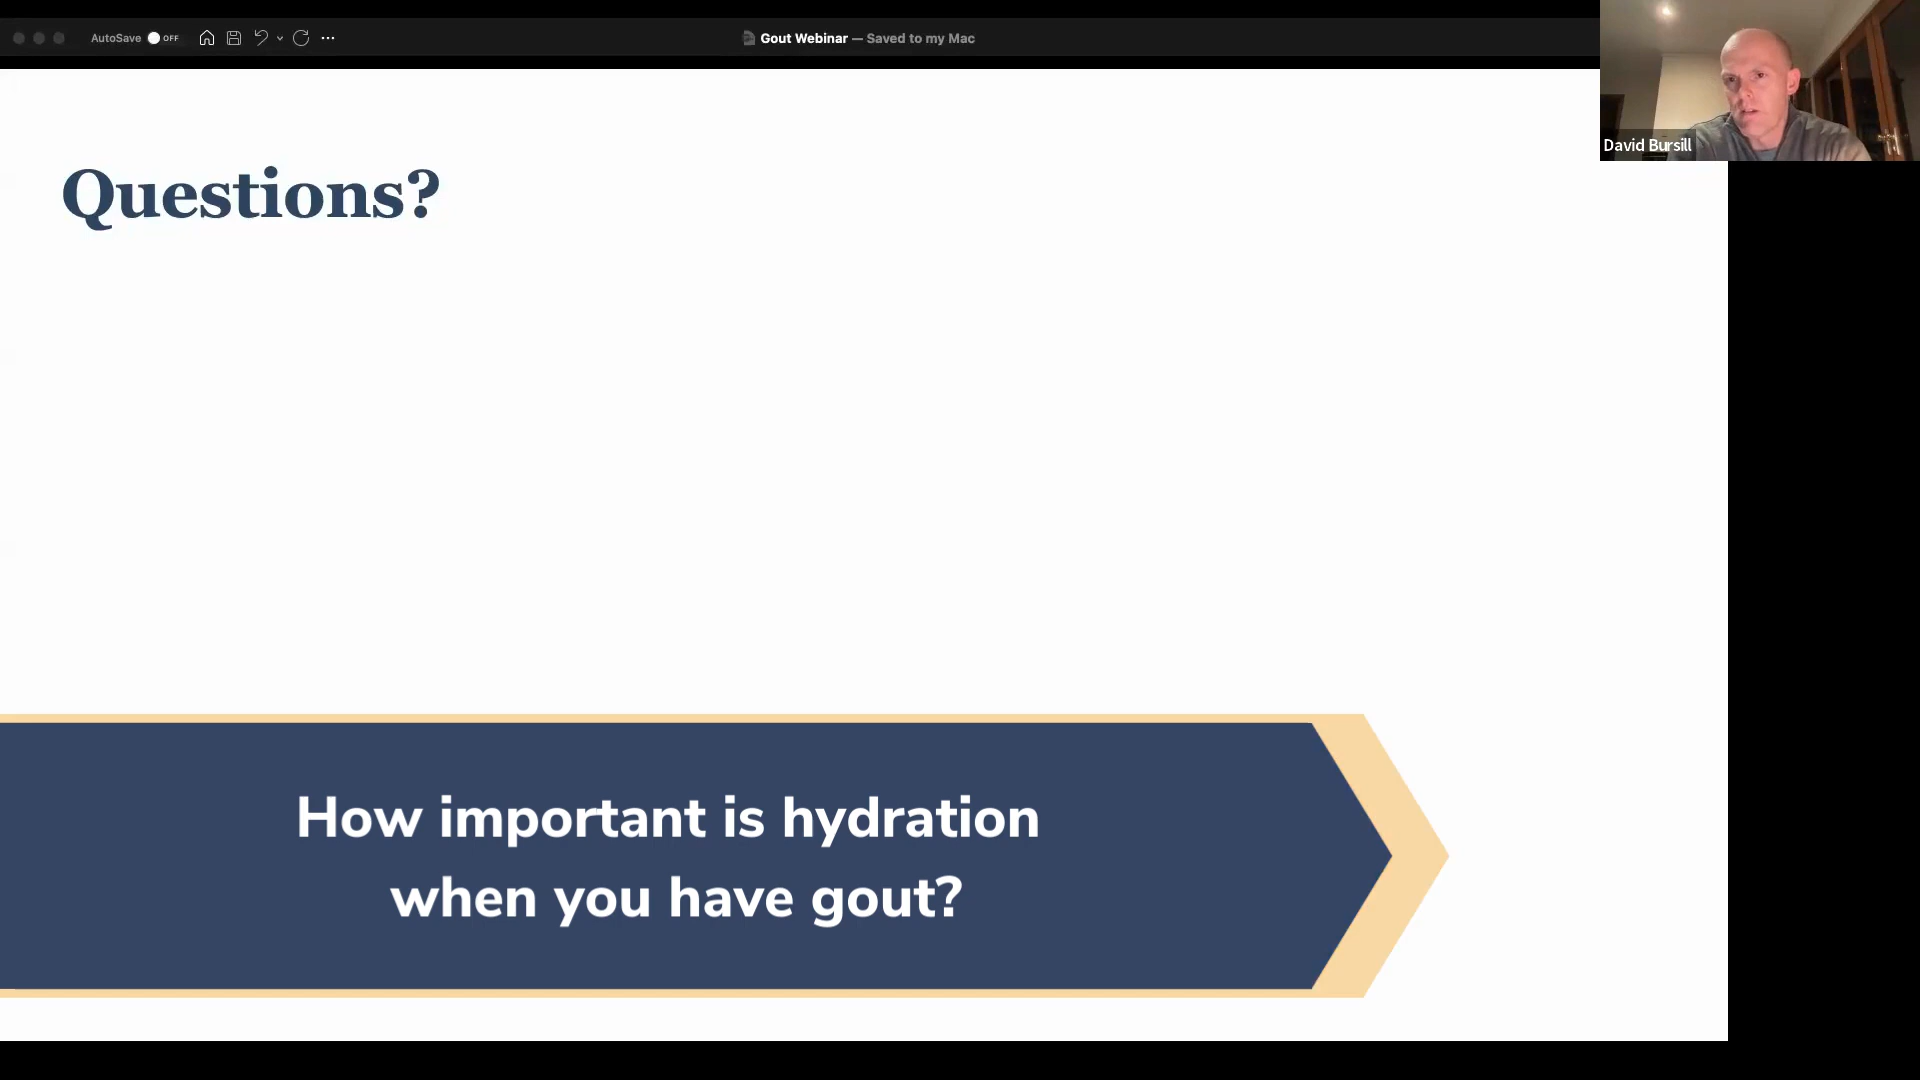 AutoSave OFF
Gout Webinar — Saved to my Mac
David Bursill
Questions?
How important is hydration
when you have gout?